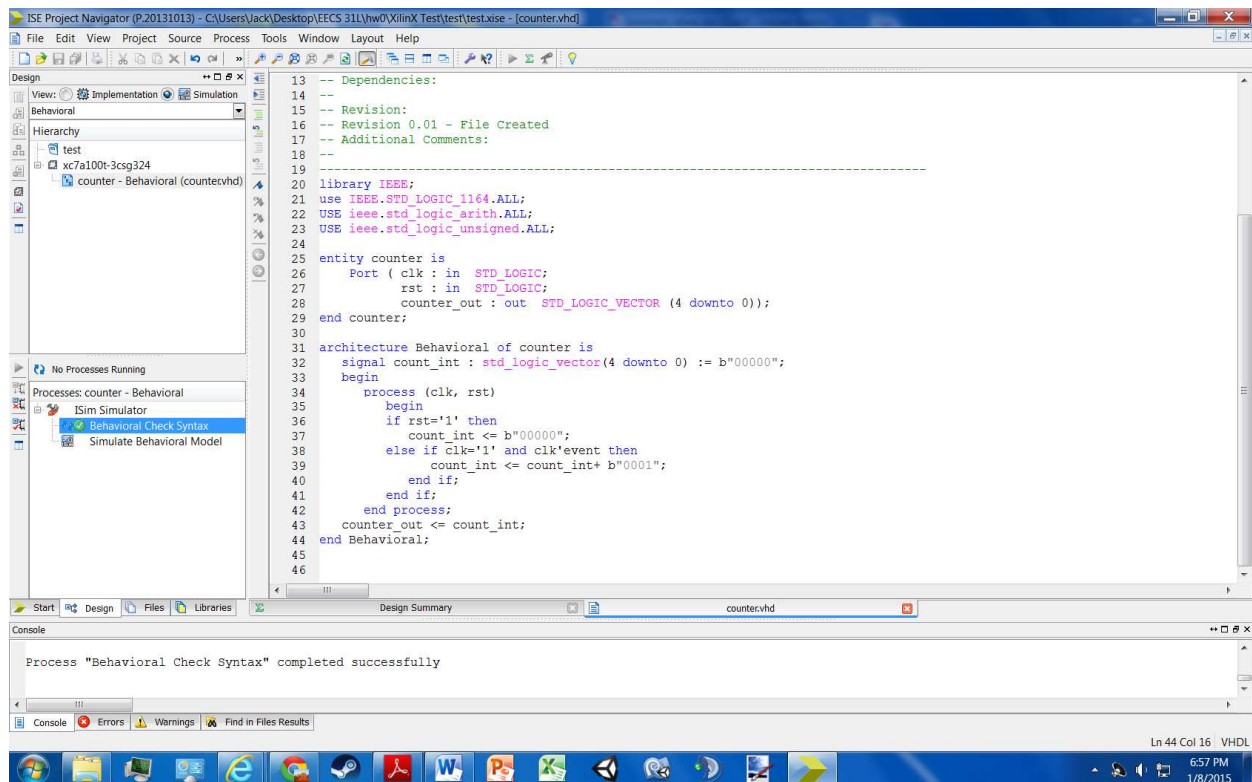 ISE Project Navigator (P.20131013) - C:\Users\Jack\Desktop\EECS 31L\hw0\XilinX Test\test\test.xise - [counter.vhd]
File Edit View Project Source Process Tools Window Layout Help
Design
View: Implementation Simulation
Behavioral
Hierarchy
test
xc7a100t-3csg324
counter - Behavioral (counter.vhd)
No Processes Running
Processes: counter - Behavioral
ISim Simulator
Behavioral Check Syntax
Simulate Behavioral Model
Start Design Files Libraries
13 -- Dependencies:
14 --
15 -- Revision:
16 -- Revision 0.01 - File Created
17 -- Additional Comments:
18 --
19 ----------------------------------------------------------------------------------
20 library IEEE;
21 use IEEE.STD_LOGIC_1164.ALL;
22 USE ieee.std_logic_arith.ALL;
23 USE ieee.std_logic_unsigned.ALL;
24
25 entity counter is
26 Port ( clk : in STD_LOGIC;
27 rst : in STD_LOGIC;
28 counter_out : out STD_LOGIC_VECTOR (4 downto 0));
29 end counter;
30
31 architecture Behavioral of counter is
32 signal count_int : std_logic_vector(4 downto 0) := b"00000";
33 begin
34 process (clk, rst)
35 begin
36 if rst='1' then
37 count_int <= b"00000";
38 else if clk='1' and clk'event then
39 count_int <= count_int+ b"0001";
40 end if;
41 end if;
42 end process;
43 counter_out <= count_int;
44 end Behavioral;
45
46
Design Summary
counter.vhd
Console
Process "Behavioral Check Syntax" completed successfully
Console Errors Warnings Find in Files Results
Ln 44 Col 16 VHDL
6:57 PM
1/8/2015